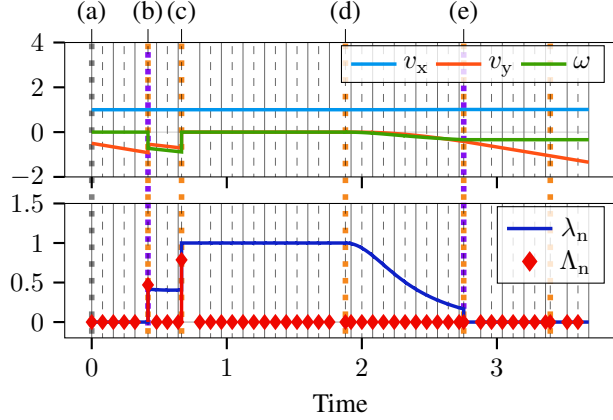 (a) (b) (c) (d) (e)
4
v_x v_y ω
2
0
−2
1.5
λ_n
1
Λ_n
0.5
0
0 1 2 3
Time